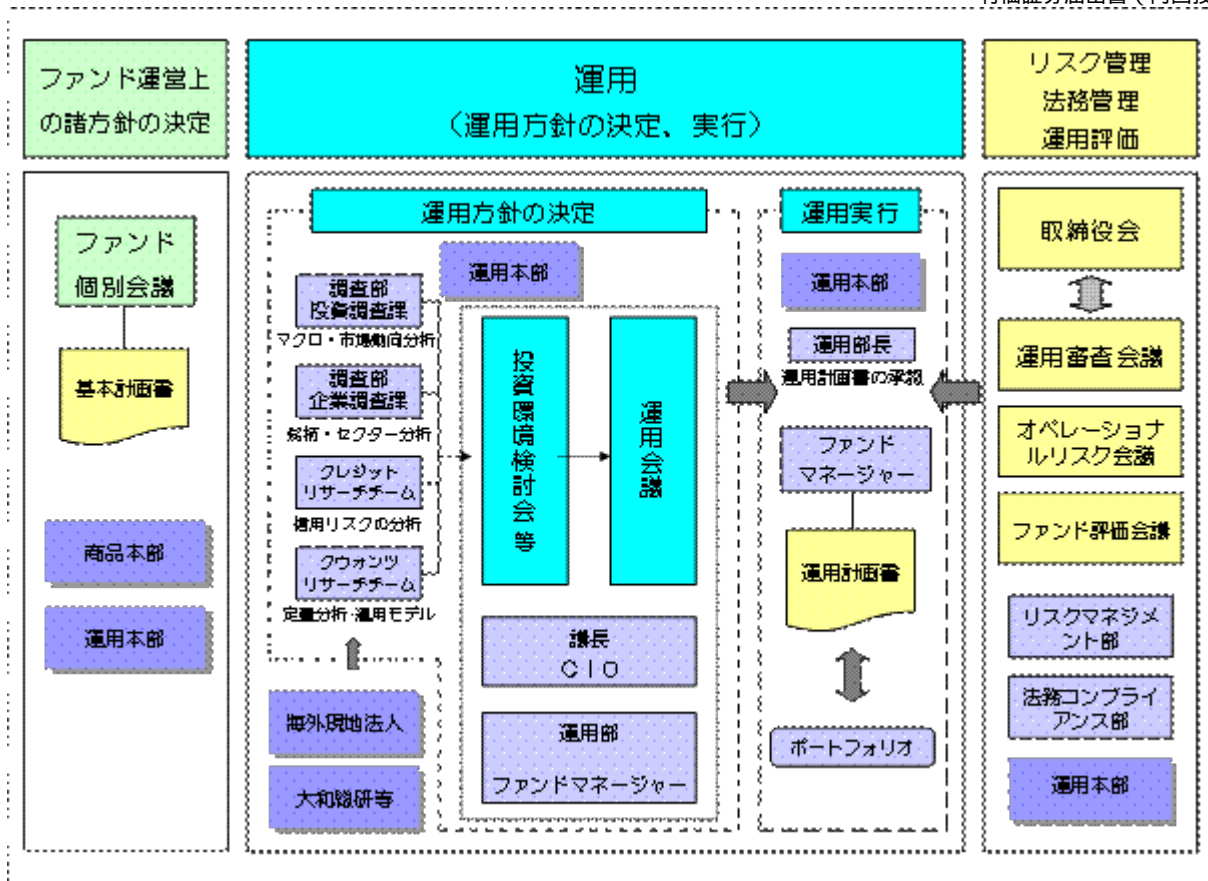 ファンド運営上
の諸方針の決定
運用
（運用方針の決定、実行）
リスク管理
法務管理
運用評価
ファンド
個別会議
基本計画書
商品本部
運用本部
運用方針の決定
運用本部
調査部
投資調査課
マクロ・市場動向分析
調査部
企業調査課
銘柄・セクター分析
クレジット
リサーチチーム
信用リスクの分析
クウォンツ
リサーチチーム
定量分析・運用モデル
海外現地法人
大和総研等
投資環境検討会等
運用会議
議長
ＣＩＯ
運用部
ファンドマネージャー
運用実行
運用本部
運用部長
運用計画書の承認
ファンド
マネージャー
運用計画書
ポートフォリオ
取締役会
運用審査会議
オペレーショナ
ルリスク会議
ファンド評価会議
リスクマネジメ
ント部
法務コンプライ
アンス部
運用本部